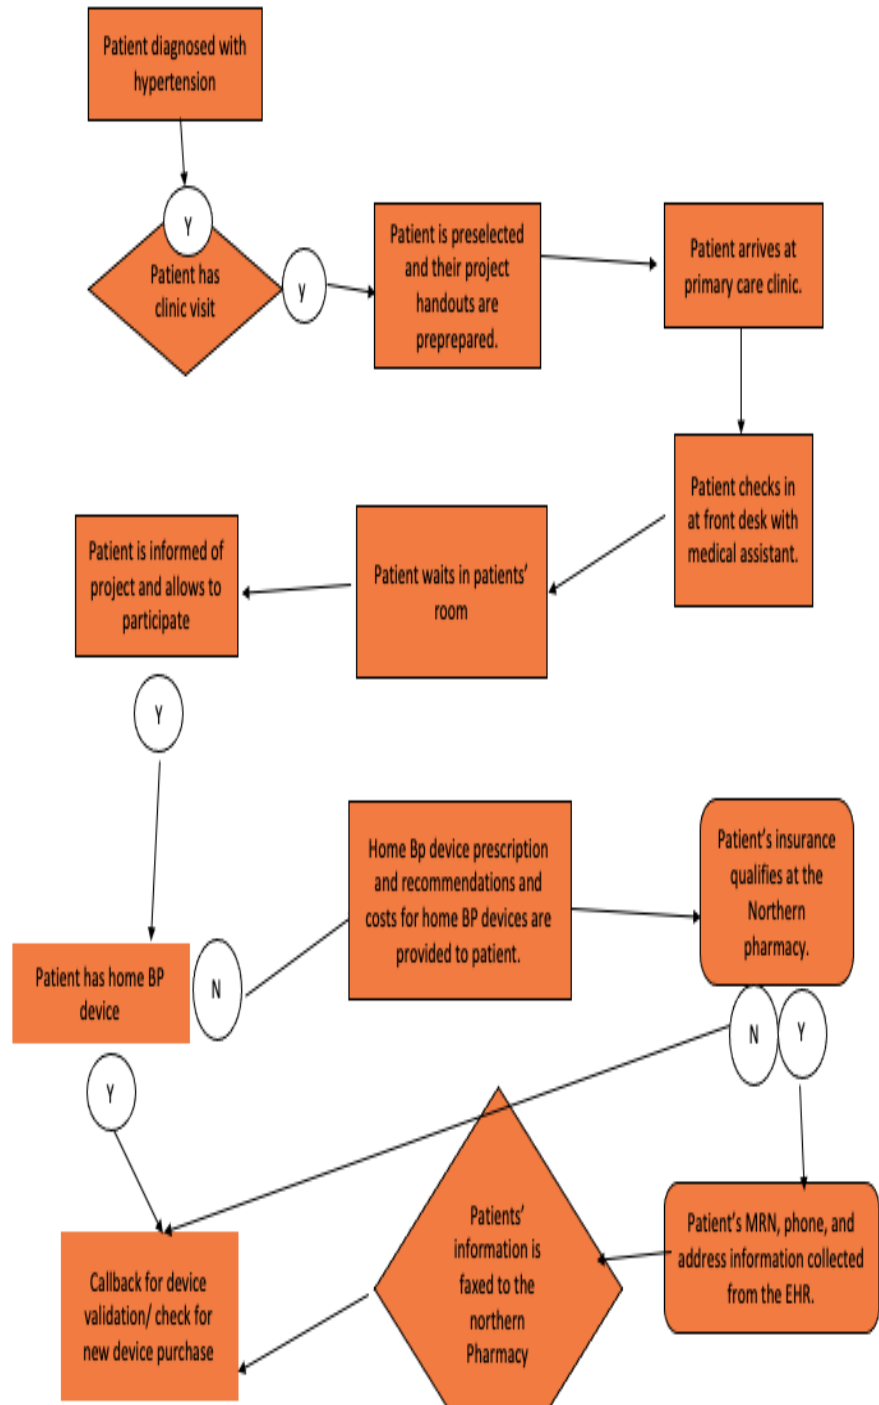 Patient diagnosed with
hypertension
Y
Patient has
clinic visit
y
Patient is preselected
and their project
handouts are
preprepared.
Patient arrives at
primary care clinic.
Patient checks in
at front desk with
medical assistant.
Patient waits in patients’
room
Patient is informed of
project and allows to
participate
Y
Patient has home BP
device
N
Home Bp device prescription
and recommendations and
costs for home BP devices are
provided to patient.
Patient’s insurance
qualifies at the
Northern
pharmacy.
N
Y
Y
Patient’s MRN, phone, and
address information collected
from the EHR.
Patients’
information is
faxed to the
northern
Pharmacy
Callback for device
validation/ check for
new device purchase